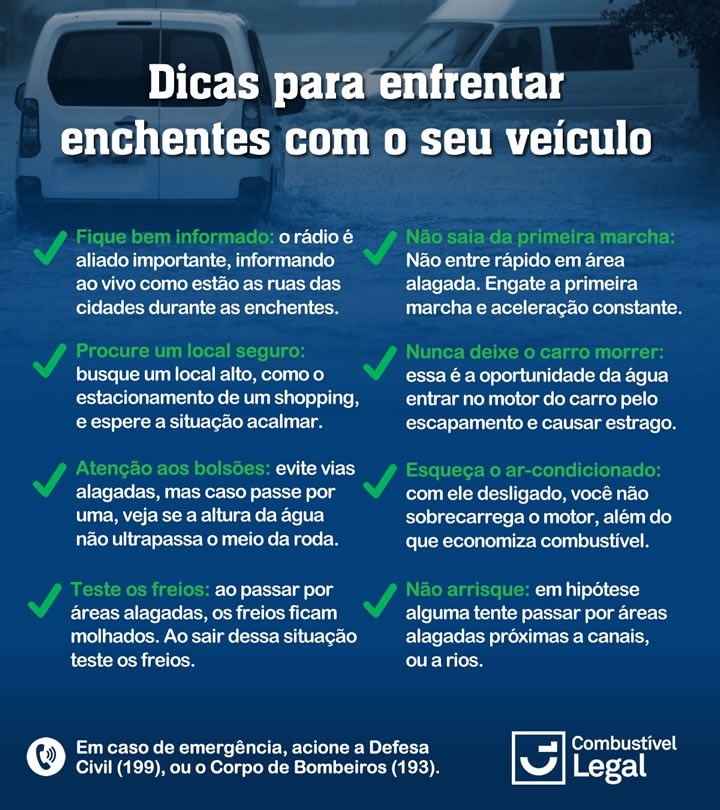 Dicas para enfrentar
enchentes com o seu veículo
Fique bem informado: o rádio é
aliado importante, informando
ao vivo como estão as ruas das
cidades durante as enchentes.
Procure um local seguro:
busque um local alto, como o
estacionamento de um shopping,
e espere a situação acalmar.
Atenção aos bolsões: evite vias
alagadas, mas caso passe por
uma, veja se a altura da água
não ultrapassa o meio da roda.
Teste os freios: ao passar por
áreas alagadas, os freios ficam
molhados. Ao sair dessa situação
teste os freios.
Não saia da primeira marcha:
Não entre rápido em área
alagada. Engate a primeira
marcha e aceleração constante.
Nunca deixe o carro morrer:
essa é a oportunidade da água
entrar no motor do carro pelo
escapamento e causar estrago.
Esqueça o ar-condicionado:
com ele desligado, você não
sobrecarrega o motor, além do
que economiza combustível.
Não arrisque: em hipótese
alguma tente passar por áreas
alagadas próximas a canais,
ou a rios.
Em caso de emergência, acione a Defesa
Civil (199), ou o Corpo de Bombeiros (193).
Combustível
Legal